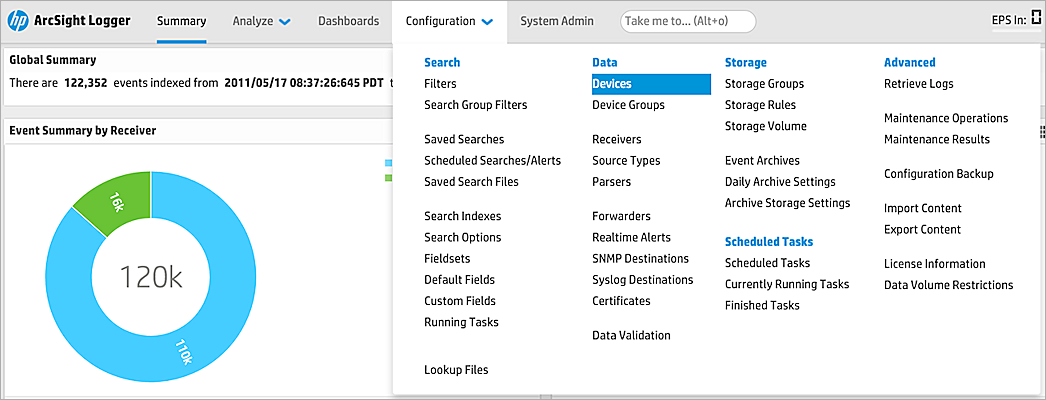 hp ArcSight Logger Summary Analyze Dashboards Configuration System Admin Take me to... (Alt+o) EPS In: 0
Global Summary
There are 122,352 events indexed from 2011/05/17 08:37:26:645 PDT t
Event Summary by Receiver
16k
120k
110k
Search
Filters
Search Group Filters
Saved Searches
Scheduled Searches/Alerts
Saved Search Files
Search Indexes
Search Options
Fieldsets
Default Fields
Custom Fields
Running Tasks
Lookup Files
Data
Devices
Device Groups
Receivers
Source Types
Parsers
Forwarders
Realtime Alerts
SNMP Destinations
Syslog Destinations
Certificates
Data Validation
Storage
Storage Groups
Storage Rules
Storage Volume
Event Archives
Daily Archive Settings
Archive Storage Settings
Scheduled Tasks
Scheduled Tasks
Currently Running Tasks
Finished Tasks
Advanced
Retrieve Logs
Maintenance Operations
Maintenance Results
Configuration Backup
Import Content
Export Content
License Information
Data Volume Restrictions